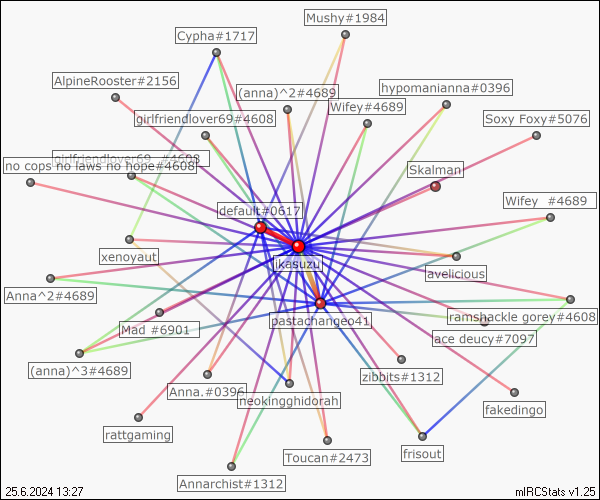 Mushy#1984
Cypha#1717
AlpineRooster#2156
(anna)^2#4689
hypomanianna#0396
girlfriendlover69#4608
Wifey#4689
Soxy Foxy#5076
girlfriendlover69_#4608
no cops no laws no hope#4608
Skalman
Wifey_#4689
default#0617
xenoyaut
ikasuzu
avelicious
Anna^2#4689
ramshackle gorey#4608
pastachangeo41
Mad_#6901
ace deucy#7097
(anna)^3#4689
zibbits#1312
Anna.#0396
neokingghidorah
fakedingo
rattgaming
Toucan#2473
frisout
Annarchist#1312
25.6.2024 13:27
mIRCStats v1.25